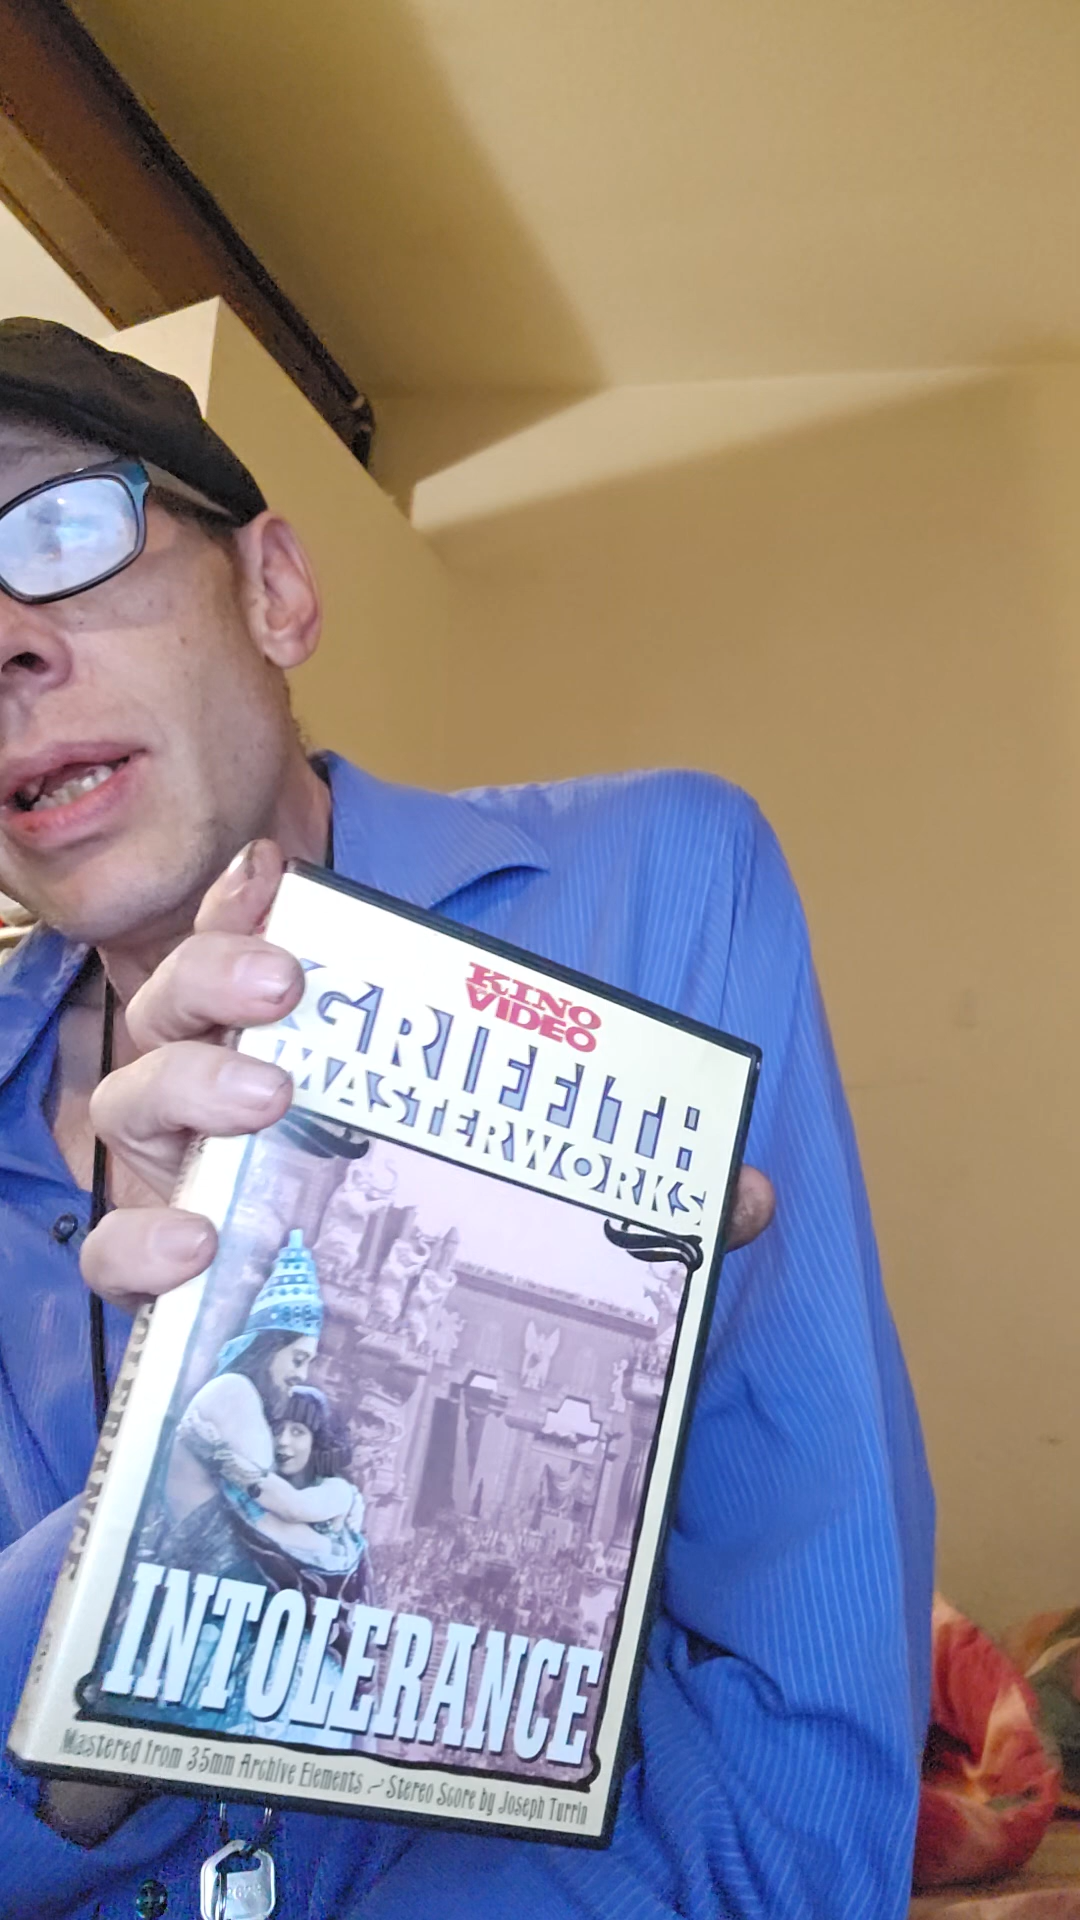 KINO
VIDEO
GRIFFITH
MASTERWORKS
INTOLERANCE
Mastered from 35mm Archive Elements ~ Stereo Score by Joseph Turrin